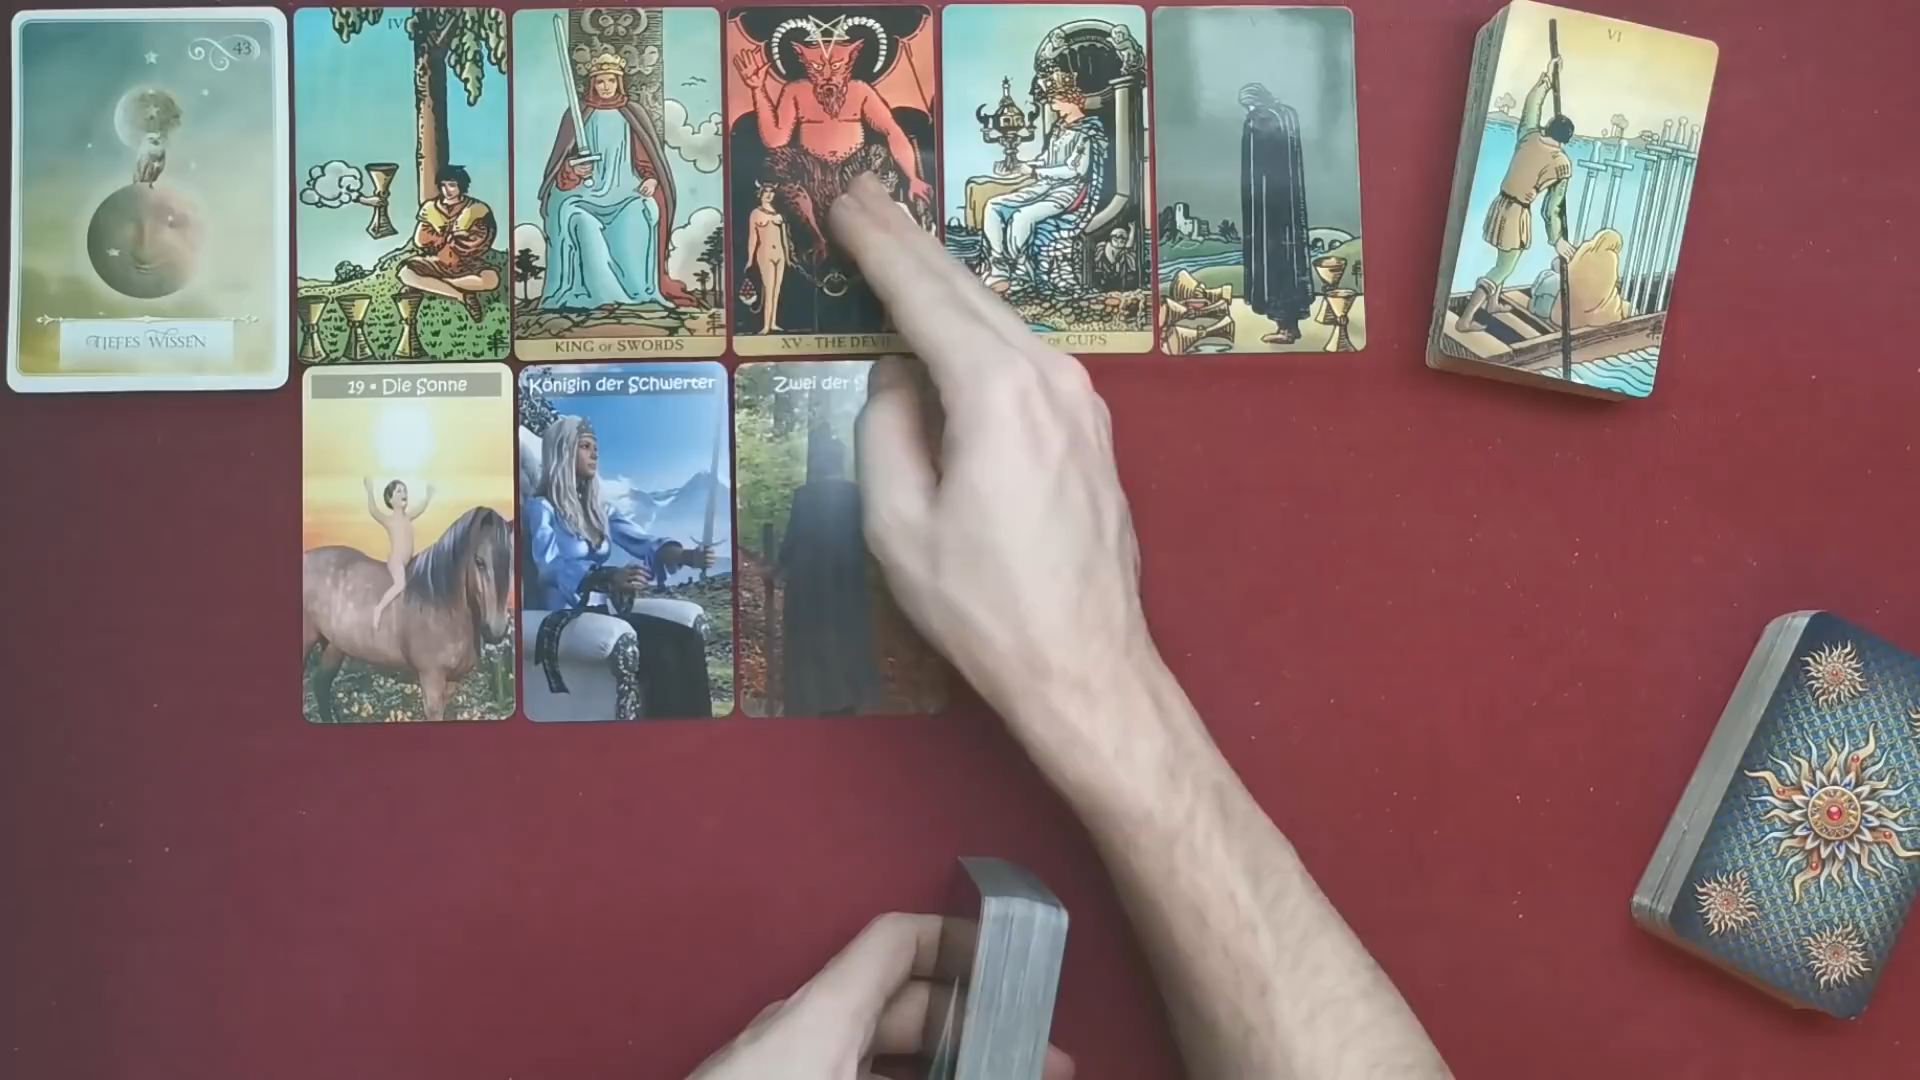 43
TIEFES WISSEN
IV
KING OF SWORDS
XV - THE DEVIL
OF CUPS
V
VI
19 • Die Sonne
Königin der Schwerter
Zwei der